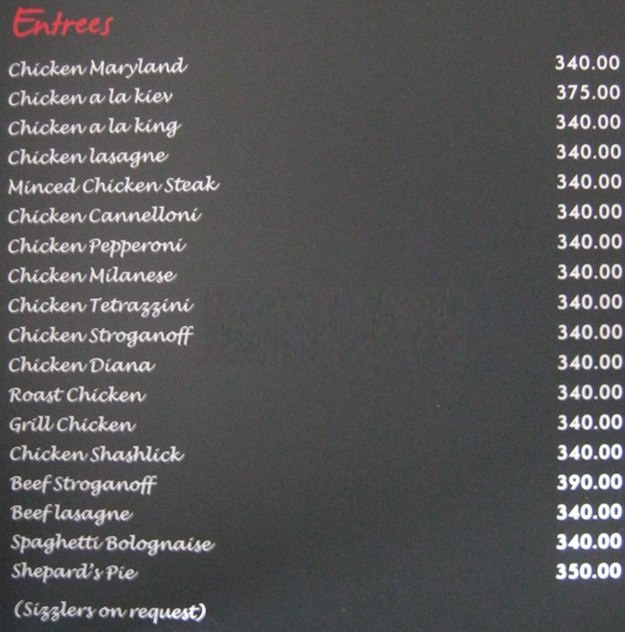 Entrees
Chicken Maryland 340.00
Chicken a la kiev 375.00
Chicken a la king 340.00
Chicken lasagne 340.00
Minced Chicken Steak 340.00
Chicken Cannelloni 340.00
Chicken Pepperoni 340.00
Chicken Milanese 340.00
Chicken Tetrazzini 340.00
Chicken Stroganoff 340.00
Chicken Diana 340.00
Roast Chicken 340.00
Grill Chicken 340.00
Chicken Shashlick 340.00
Beef Stroganoff 390.00
Beef lasagne 340.00
Spaghetti Bolognaise 340.00
Shepard's Pie 350.00
(Sizzlers on request)